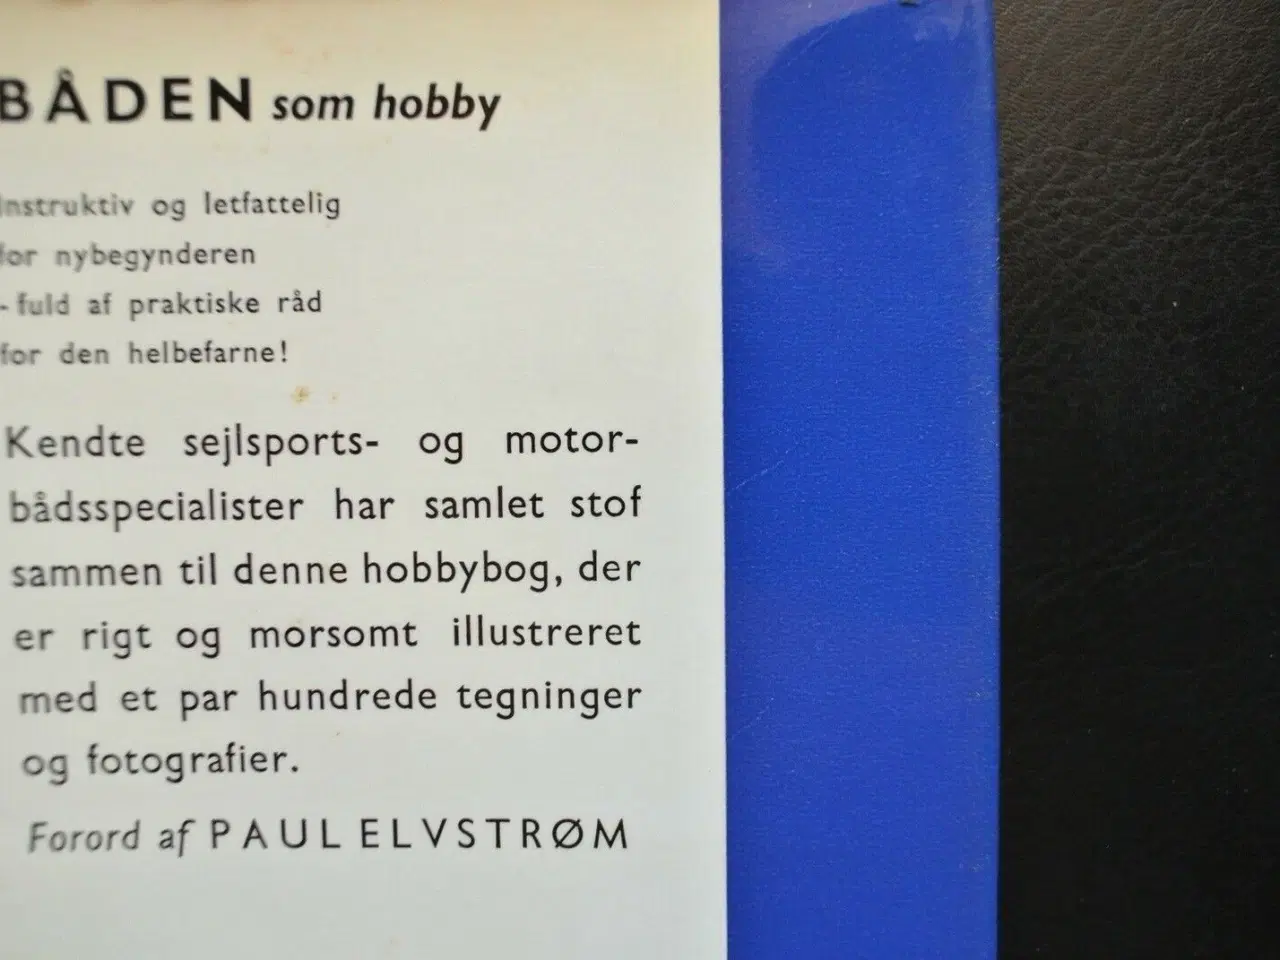 BÅDEN som hobby
Instruktiv og letfattelig
for nybegynderen
- fuld af praktiske råd
for den helbefarne!
Kendte sejlsports- og motor-
bådsspecialister har samlet stof
sammen til denne hobbybog, der
er rigt og morsomt illustreret
med et par hundrede tegninger
og fotografier.
Forord af PAUL ELVSTRØM